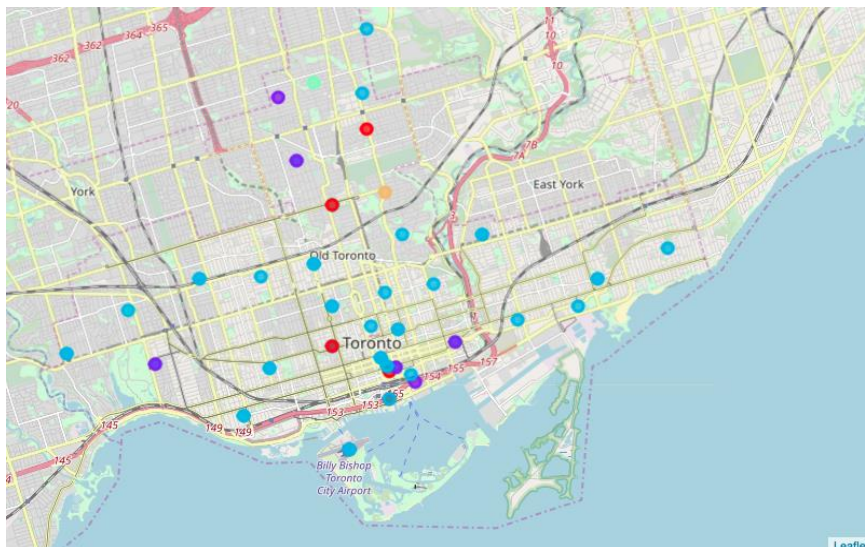 365
364
11
10
362
362
10
20
7A
7B
York
East York
Old Toronto
Toronto
157
155
154
155
153
153
145
149
149
145
Billy Bishop
Toronto
City Airport
Leafle